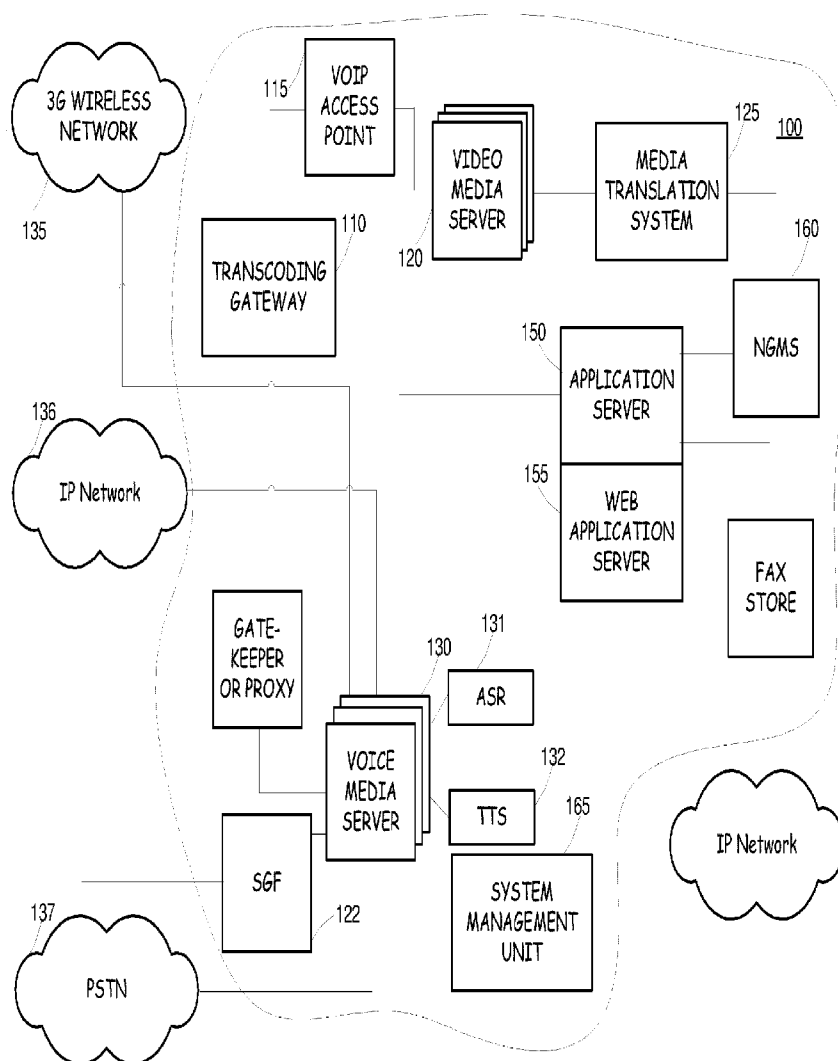 115
VOIP
ACCESS
POINT
3G WIRELESS
NETWORK
135
VIDEO
MEDIA
SERVER
120
125
MEDIA
TRANSLATION
SYSTEM
100
110
TRANSCODING
GATEWAY
160
NGMS
150
APPLICATION
SERVER
136
IP Network
155
WEB
APPLICATION
SERVER
FAX
STORE
GATE-
KEEPER
OR PROXY
130
131
ASR
VOICE
MEDIA
SERVER
132
TTS
IP Network
SGF
122
165
SYSTEM
MANAGEMENT
UNIT
137
PSTN